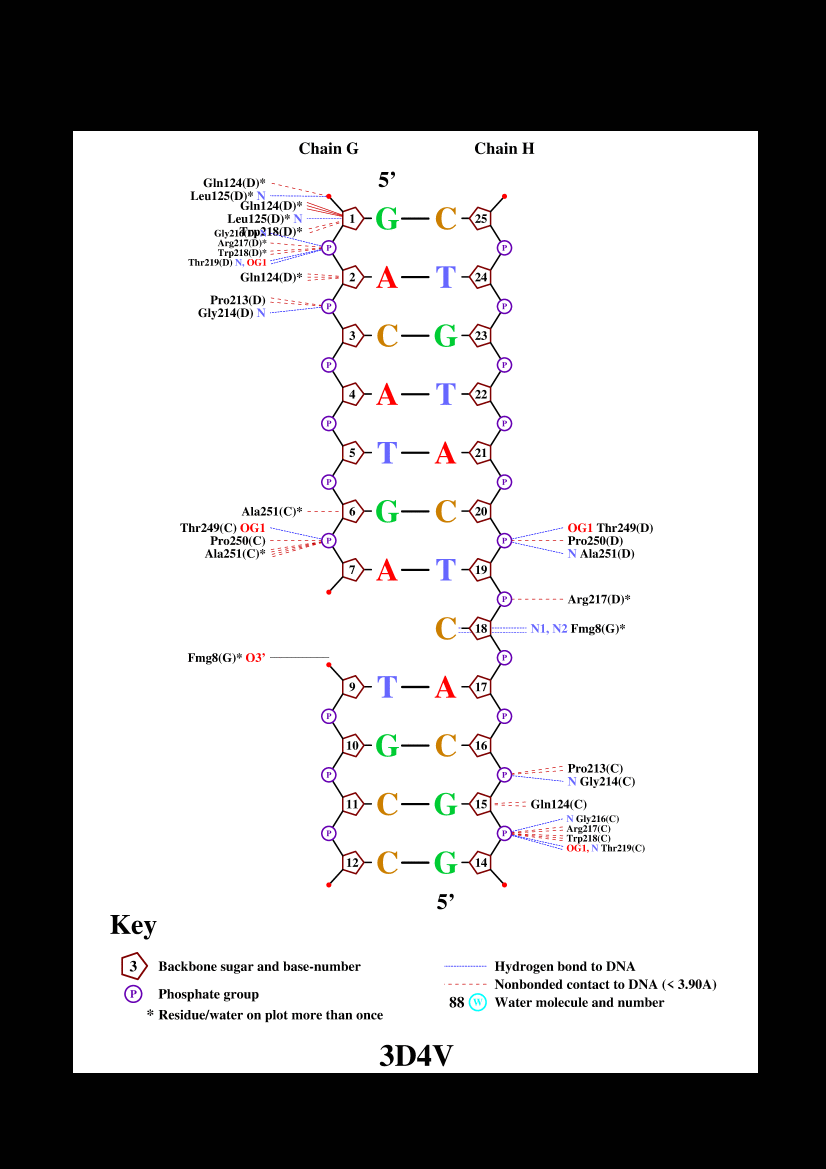 Chain G Chain H
5’
Gln124(D)*
Leu125(D)* N
Gln124(D)*
Leu125(D)* N
1 G C 25
Trp218(D)*
Arg217(D)*
P P
Trp218(D)*
Thr219(D) N, OG1
Gln124(D)* 2 A T 24
Pro213(D)
P P
Gly214(D) N
3 C G 23
P P
4 A T 22
P P
5 T A 21
P P
Ala251(C)* 6 G C 20
Thr249(C) OG1 OG1 Thr249(D)
Pro250(C) P P Pro250(D)
Ala251(C)* N Ala251(D)
7 A T 19
P Arg217(D)*
C 18 N1, N2 Fmg8(G)*
Fmg8(G)* O3’ P
9 T A 17
P P
10 G C 16
Pro213(C)
P P
N Gly214(C)
11 C G 15 Gln124(C)
N Gly216(C)
Arg217(C)
P P
Trp218(C)
OG1, N Thr219(C)
12 C G 14
5’
Key
3 Backbone sugar and base-number Hydrogen bond to DNA
Nonbonded contact to DNA (< 3.90A)
P Phosphate group 88 W Water molecule and number
* Residue/water on plot more than once
3D4V